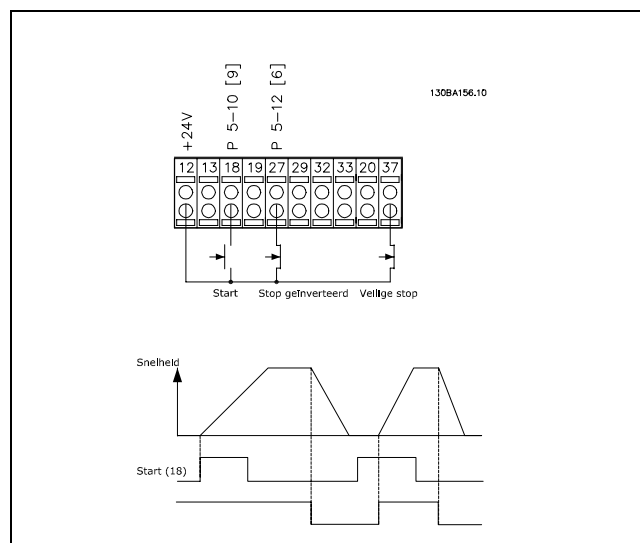 130BA156.10
+24V
P 5-10 [9]
P 5-12 [6]
12 13 18 19 27 29 32 33 20 37
Start Stop geïnverteerd Veilige stop
Snelheid
Start (18)